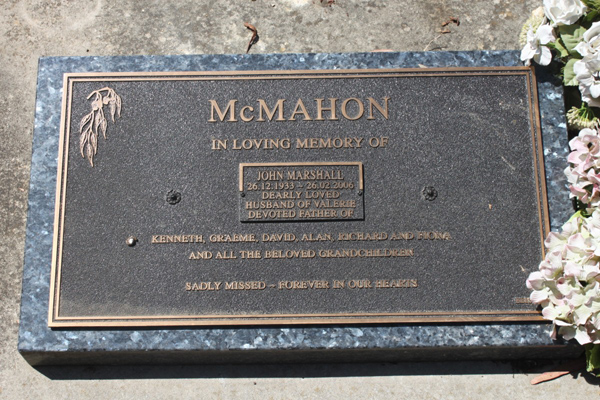 McMAHON
IN LOVING MEMORY OF
JOHN MARSHALL
26.12.1933 ~ 26.02.2006
DEARLY LOVED
HUSBAND OF VALERIE
DEVOTED FATHER OF
KENNETH, GRAEME, DAVID, ALAN, RICHARD AND FIONA
AND ALL THE BELOVED GRANDCHILDREN
SADLY MISSED ~ FOREVER IN OUR HEARTS